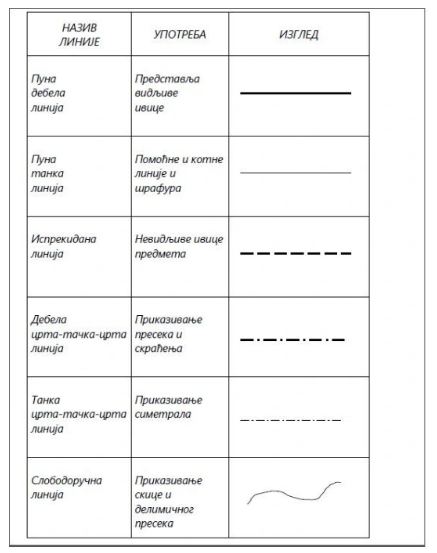 НАЗИВ
ЛИНИЈЕ
УПОТРЕБА
ИЗГЛЕД
Пуна
дебела
линија
Представља
видљиве
ивице
Пуна
танка
линија
Помоћне и котне
линије и
шрафура
Испрекидана
линија
Невидљиве ивице
предмета
Дебела
црта-тачка-црта
линија
Приказивање
пресека и
скраћења
Танка
црта-тачка-црта
линија
Приказивање
симетрала
Слободоручна
линија
Приказивање
скице и
делимичног
пресека